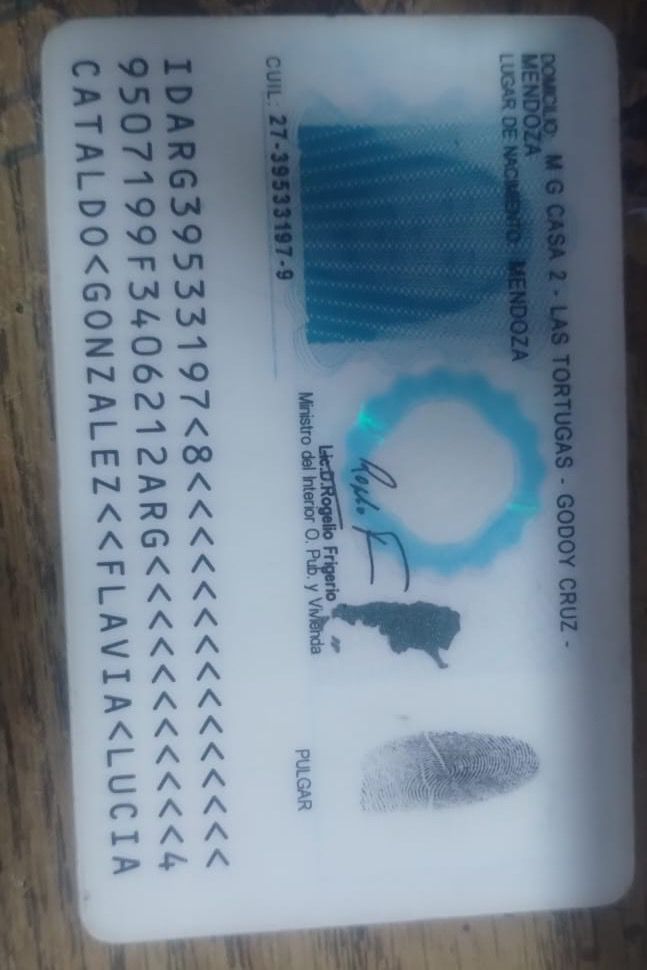 DOMICILIO: M G CASA 2 - LAS TORTUGAS - GODOY CRUZ -
MENDOZA
LUGAR DE NACIMIENTO: MENDOZA
CUIL: 27-39533197-9
Lic.D.Rogelio Frigerio
Ministro del Interior O. Pub. y Vivienda
PULGAR
IDARG39533197<8<<<<<<<<<<<<<<<
9507199F3406212ARG<<<<<<<<<<<4
CATALDO<GONZALEZ<<FLAVIA<LUCIA